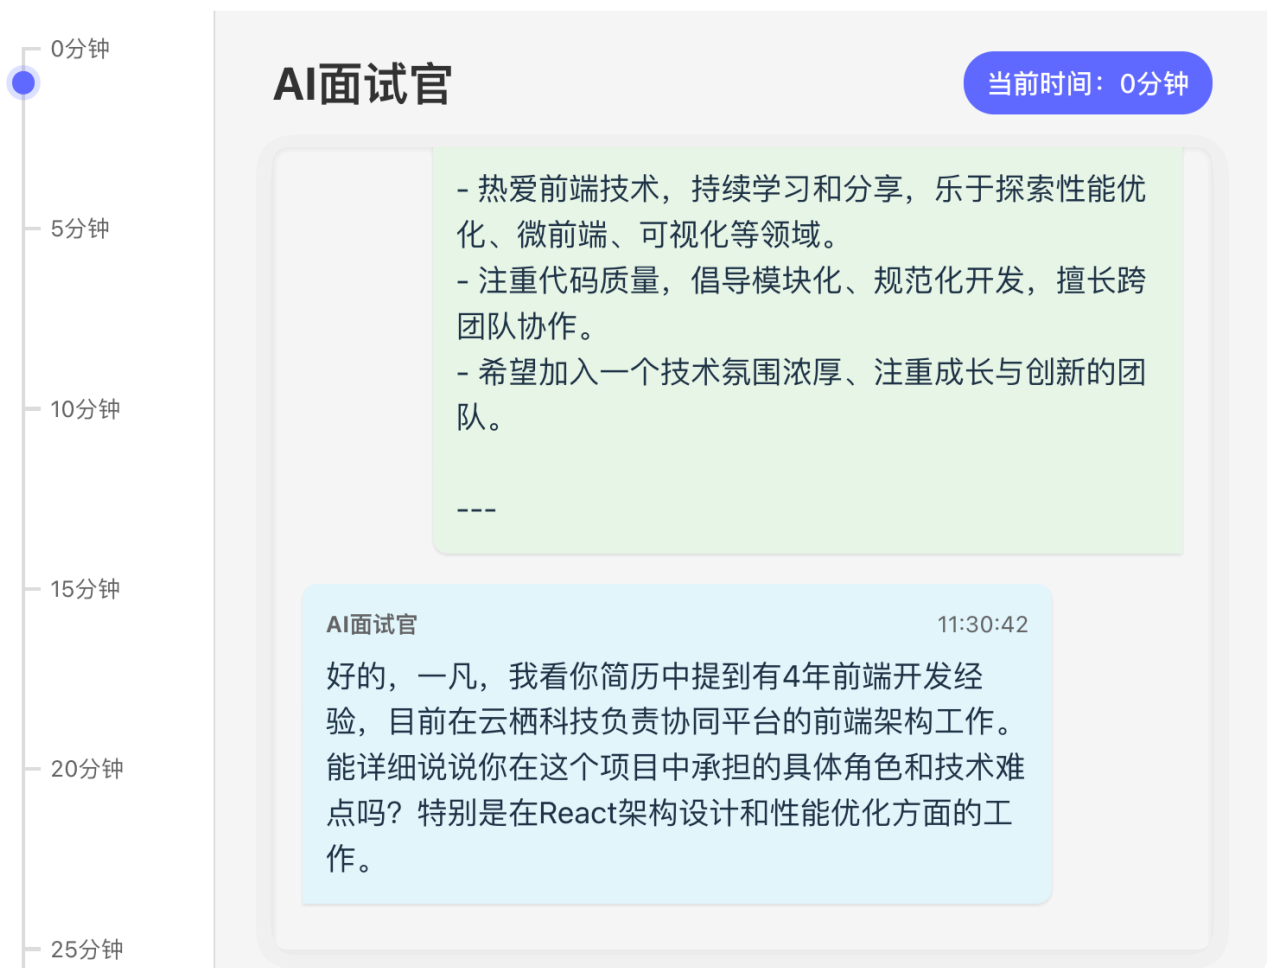 0分钟
5分钟
10分钟
15分钟
20分钟
25分钟
AI面试官
当前时间：0分钟
- 热爱前端技术，持续学习和分享，乐于探索性能优
化、微前端、可视化等领域。
- 注重代码质量，倡导模块化、规范化开发，擅长跨
团队协作。
- 希望加入一个技术氛围浓厚、注重成长与创新的团
队。
---
AI面试官 11:30:42
好的，一凡，我看你简历中提到有4年前端开发经
验，目前在云栖科技负责协同平台的前端架构工作。
能详细说说你在这个项目中承担的具体角色和技术难
点吗？特别是在React架构设计和性能优化方面的工
作。